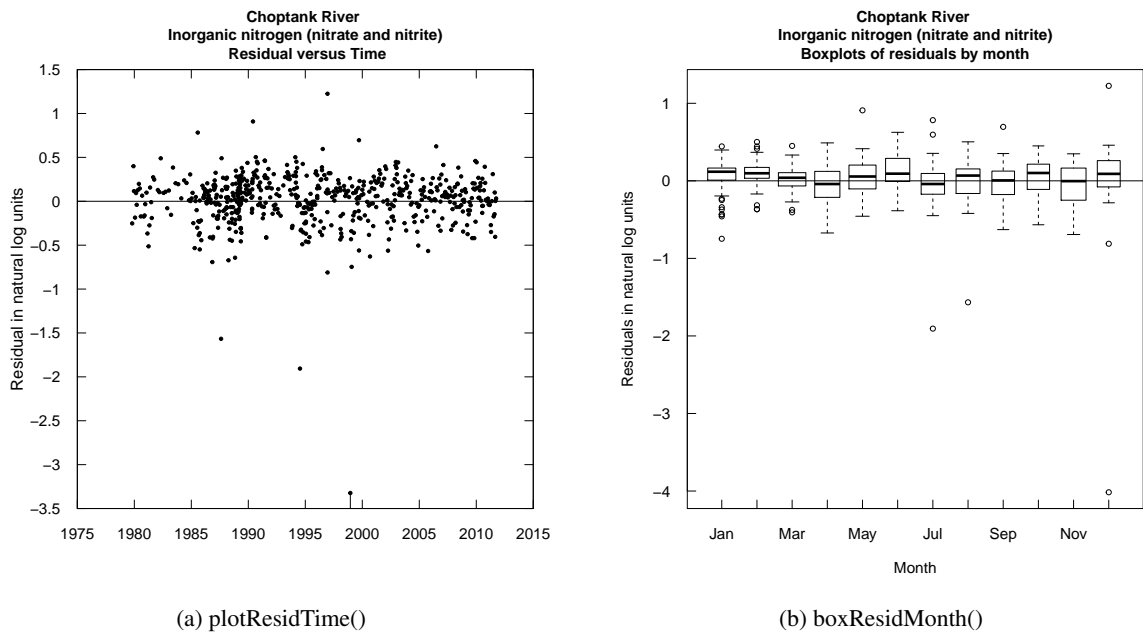 Choptank River
Inorganic nitrogen (nitrate and nitrite)
Residual versus Time
Residual in natural log units
1.5
1
0.5
0
−0.5
−1
−1.5
−2
−2.5
−3
−3.5
1975 1980 1985 1990 1995 2000 2005 2010 2015
(a) plotResidTime()
Choptank River
Inorganic nitrogen (nitrate and nitrite)
Boxplots of residuals by month
Residuals in natural log units
1
0
−1
−2
−3
−4
Jan Mar May Jul Sep Nov
Month
(b) boxResidMonth()